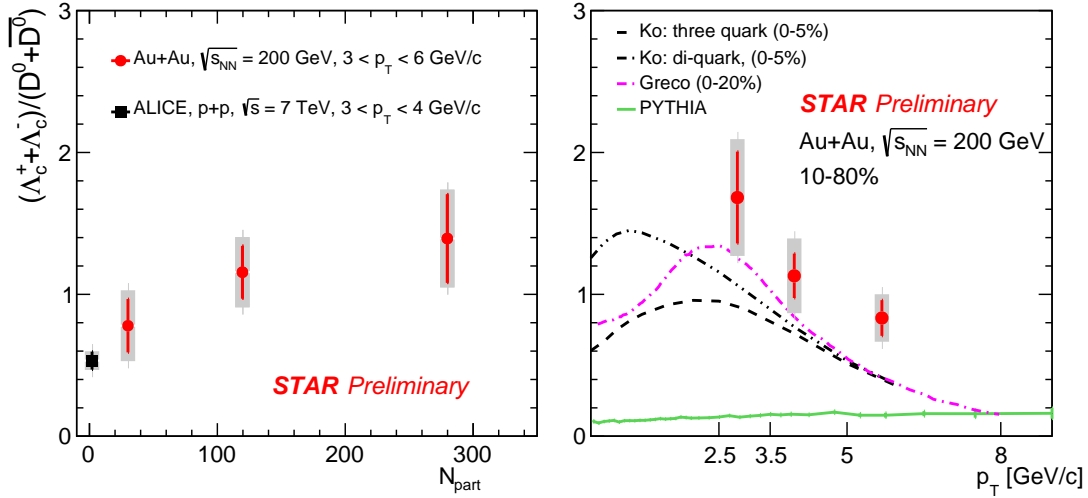 (Λc⁺+Λc⁻)/(D⁰+D̅⁰)
3
2
1
0
Au+Au, √sNN = 200 GeV, 3 < pT < 6 GeV/c
ALICE, p+p, √s = 7 TeV, 3 < pT < 4 GeV/c
STAR Preliminary
0 100 200 300
Npart
3
2
1
0
Ko: three quark (0-5%)
Ko: di-quark, (0-5%)
Greco (0-20%)
PYTHIA
STAR Preliminary
Au+Au, √sNN = 200 GeV
10-80%
2.5 3.5 5 8
pT [GeV/c]